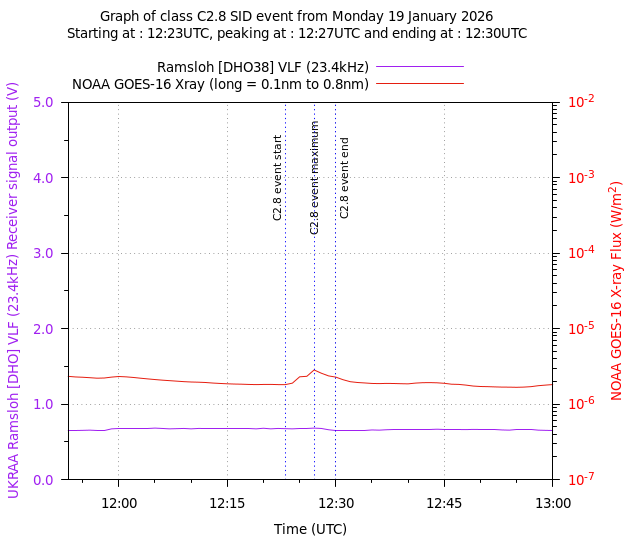 Graph of class C2.8 SID event from Monday 19 January 2026
Starting at : 12:23UTC, peaking at : 12:27UTC and ending at : 12:30UTC
Ramsloh [DHO38] VLF (23.4kHz)
NOAA GOES-16 Xray (long = 0.1nm to 0.8nm)
UKRAA Ramsloh [DHO] VLF (23.4kHz) Receiver signal output (V)
5.0
4.0
3.0
2.0
1.0
0.0
C2.8 event start
C2.8 event maximum
C2.8 event end
10⁻²
10⁻³
10⁻⁴
10⁻⁵
10⁻⁶
10⁻⁷
NOAA GOES-16 X-ray Flux (W/m²)
12:00 12:15 12:30 12:45 13:00
Time (UTC)